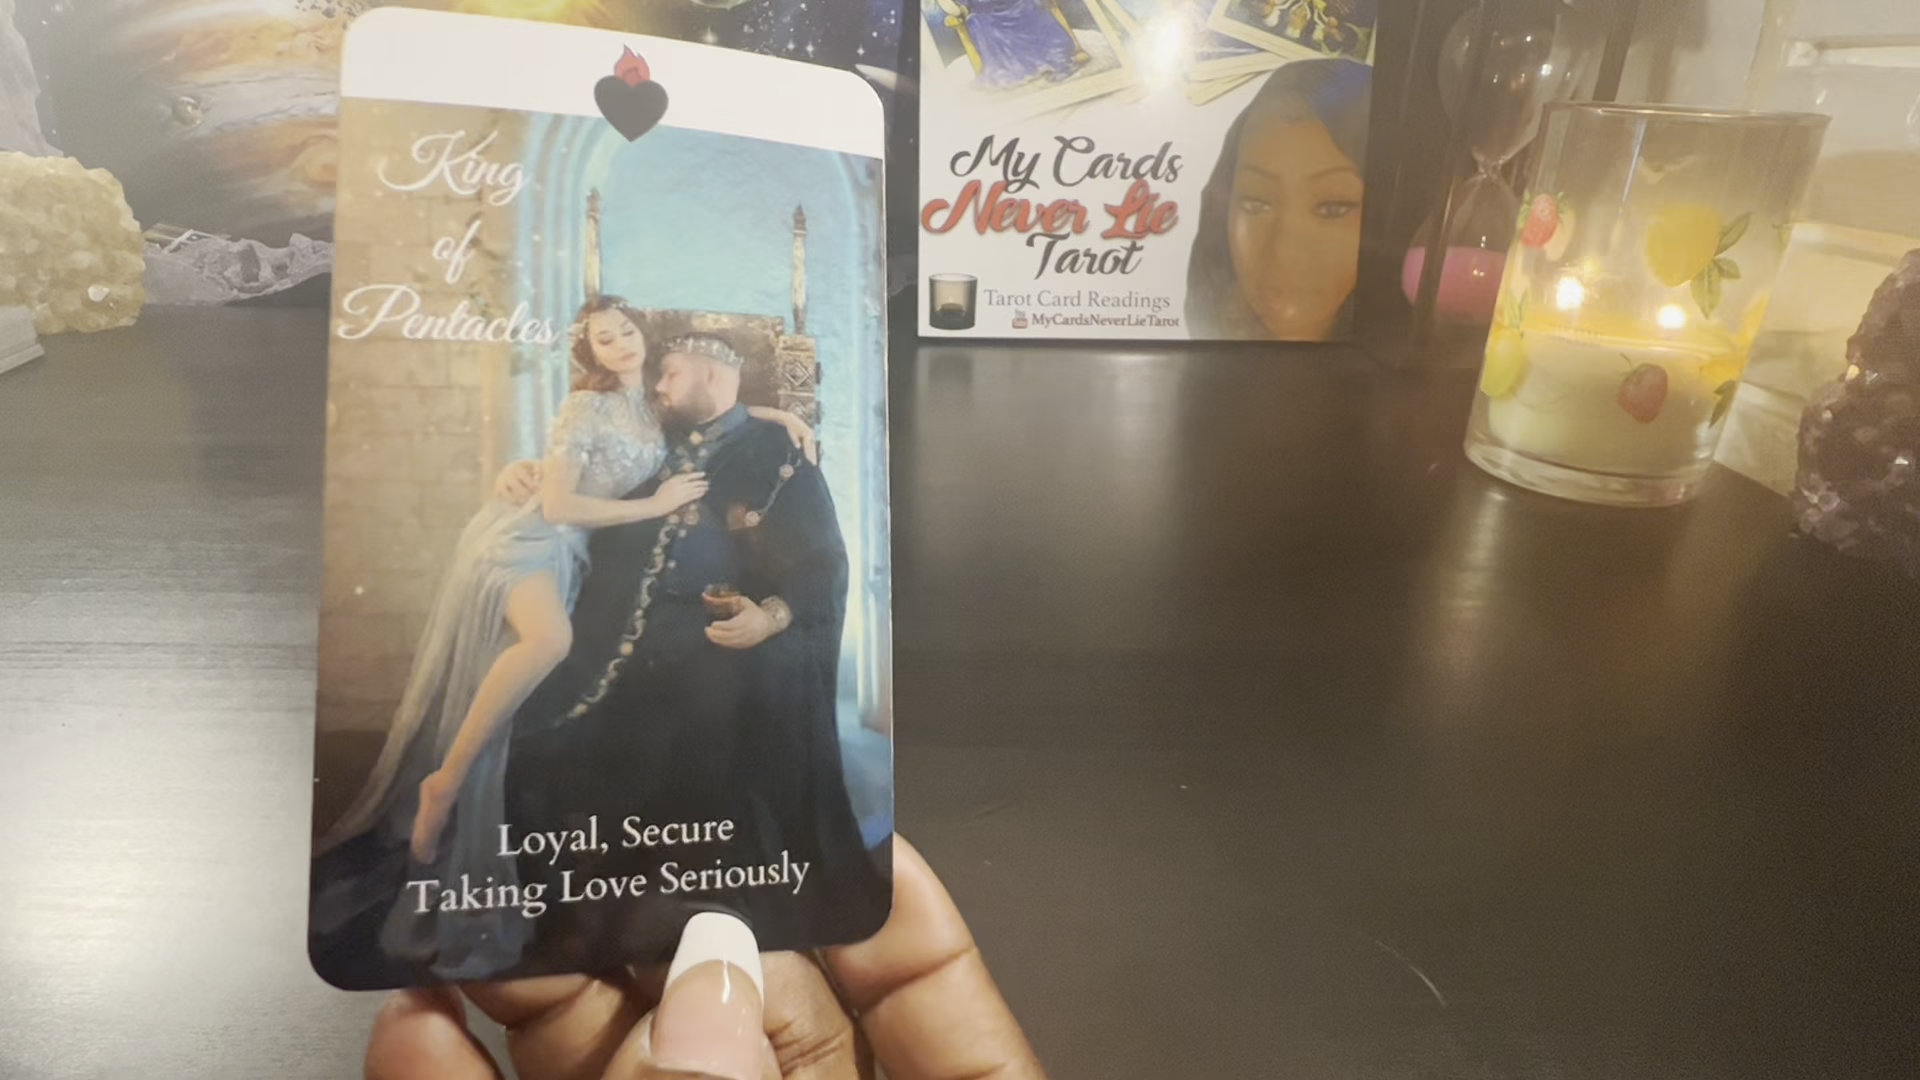 King
of
Pentacles
Loyal, Secure
Taking Love Seriously
My Cards
Never Lie
Tarot
Tarot Card Readings
MyCardsNeverLieTarot